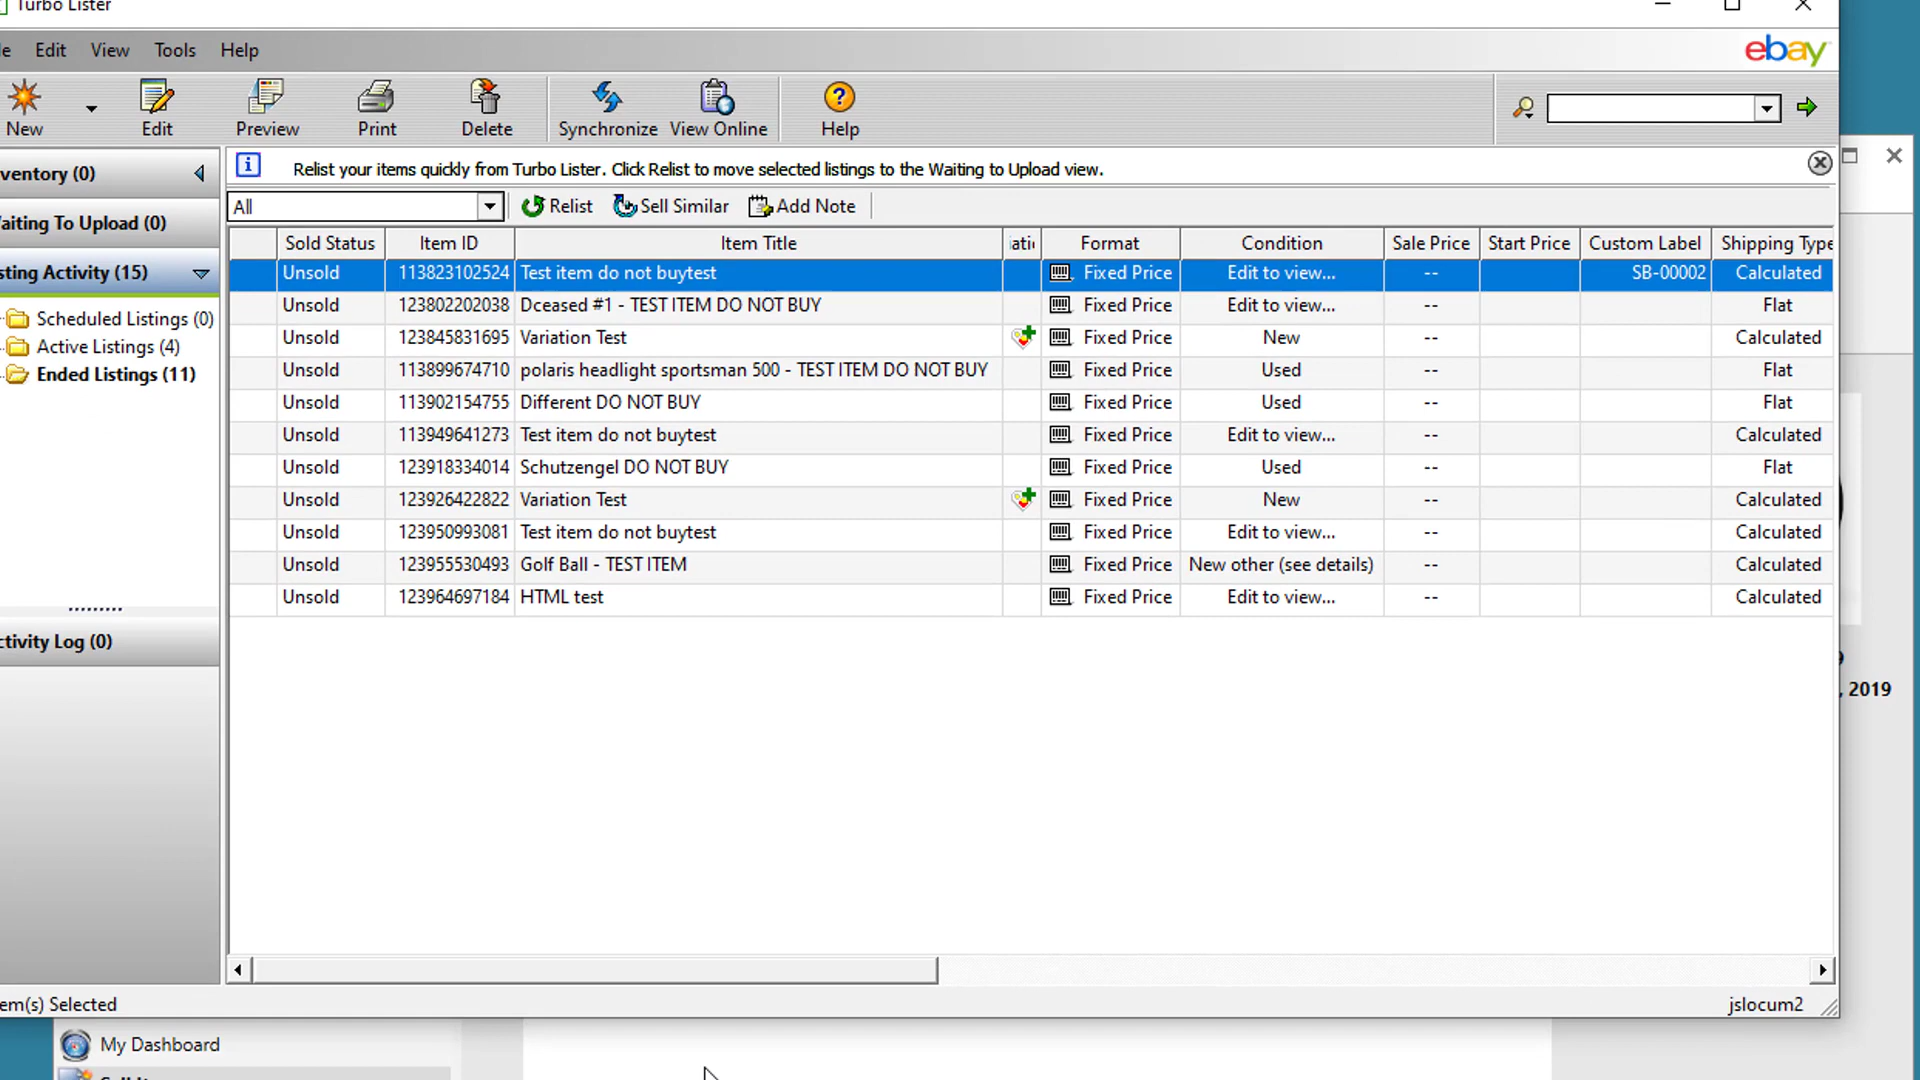 Turbo Lister
Edit View Tools Help
ebay
New Edit Preview Print Delete Synchronize View Online Help
ventory (0)
aiting To Upload (0)
sting Activity (15)
Scheduled Listings (0)
Active Listings (4)
Ended Listings (11)
ctivity Log (0)
Relist your items quickly from Turbo Lister. Click Relist to move selected listings to the Waiting to Upload view.
All Relist Sell Similar Add Note
Sold Status Item ID Item Title atic Format Condition Sale Price Start Price Custom Label Shipping Type
Unsold 113823102524 Test item do not buytest Fixed Price Edit to view... -- SB-00002 Calculated
Unsold 123802202038 Dceased #1 - TEST ITEM DO NOT BUY Fixed Price Edit to view... -- Flat
Unsold 123845831695 Variation Test Fixed Price New -- Calculated
Unsold 113899674710 polaris headlight sportsman 500 - TEST ITEM DO NOT BUY Fixed Price Used -- Flat
Unsold 113902154755 Different DO NOT BUY Fixed Price Used -- Flat
Unsold 113949641273 Test item do not buytest Fixed Price Edit to view... -- Calculated
Unsold 123918334014 Schutzengel DO NOT BUY Fixed Price Used -- Flat
Unsold 123926422822 Variation Test Fixed Price New -- Calculated
Unsold 123950993081 Test item do not buytest Fixed Price Edit to view... -- Calculated
Unsold 123955530493 Golf Ball - TEST ITEM Fixed Price New other (see details) -- Calculated
Unsold 123964697184 HTML test Fixed Price Edit to view... -- Calculated
, 2019
em(s) Selected
jslocum2
My Dashboard